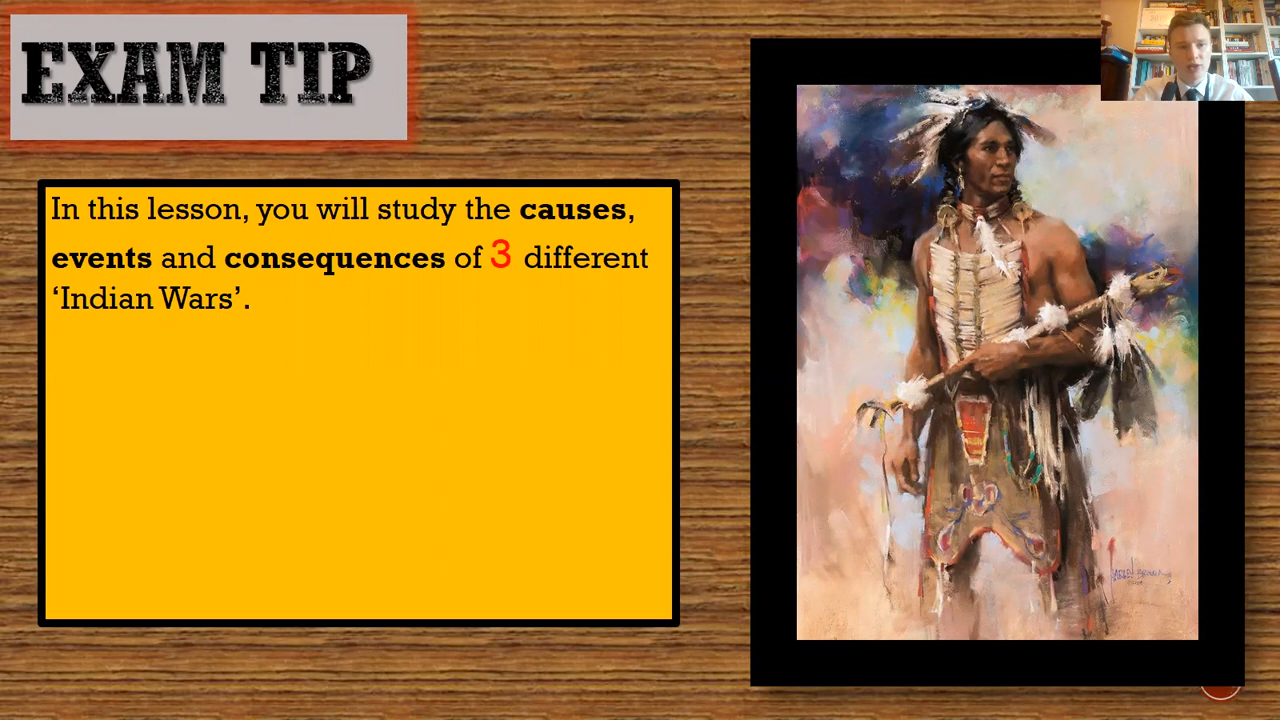 EXAM TIP
In this lesson, you will study the causes,
events and consequences of 3 different
‘Indian Wars’.